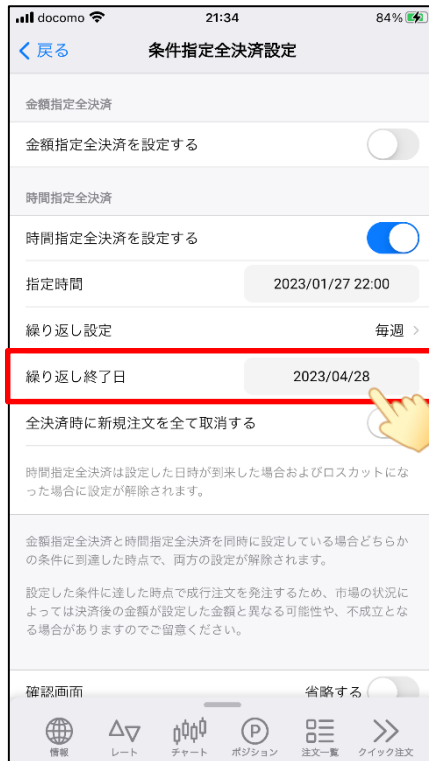 docomo 21:34 84%
戻る 条件指定全決済設定
金額指定全決済
金額指定全決済を設定する
時間指定全決済
時間指定全決済を設定する
指定時間 2023/01/27 22:00
繰り返し設定 毎週
繰り返し終了日 2023/04/28
全決済時に新規注文を全て取消する
時間指定全決済は設定した日時が到来した場合およびロスカットにな
った場合に設定が解除されます。
金額指定全決済と時間指定全決済を同時に設定している場合どちらか
の条件に到達した時点で、両方の設定が解除されます。
設定した条件に達した時点で成行注文を発注するため、市場の状況に
よっては決済後の金額が設定した金額と異なる可能性や、不成立とな
る場合がありますのでご留意ください。
確認画面 省略する
情報 レート チャート ポジション 注文一覧 クイック注文